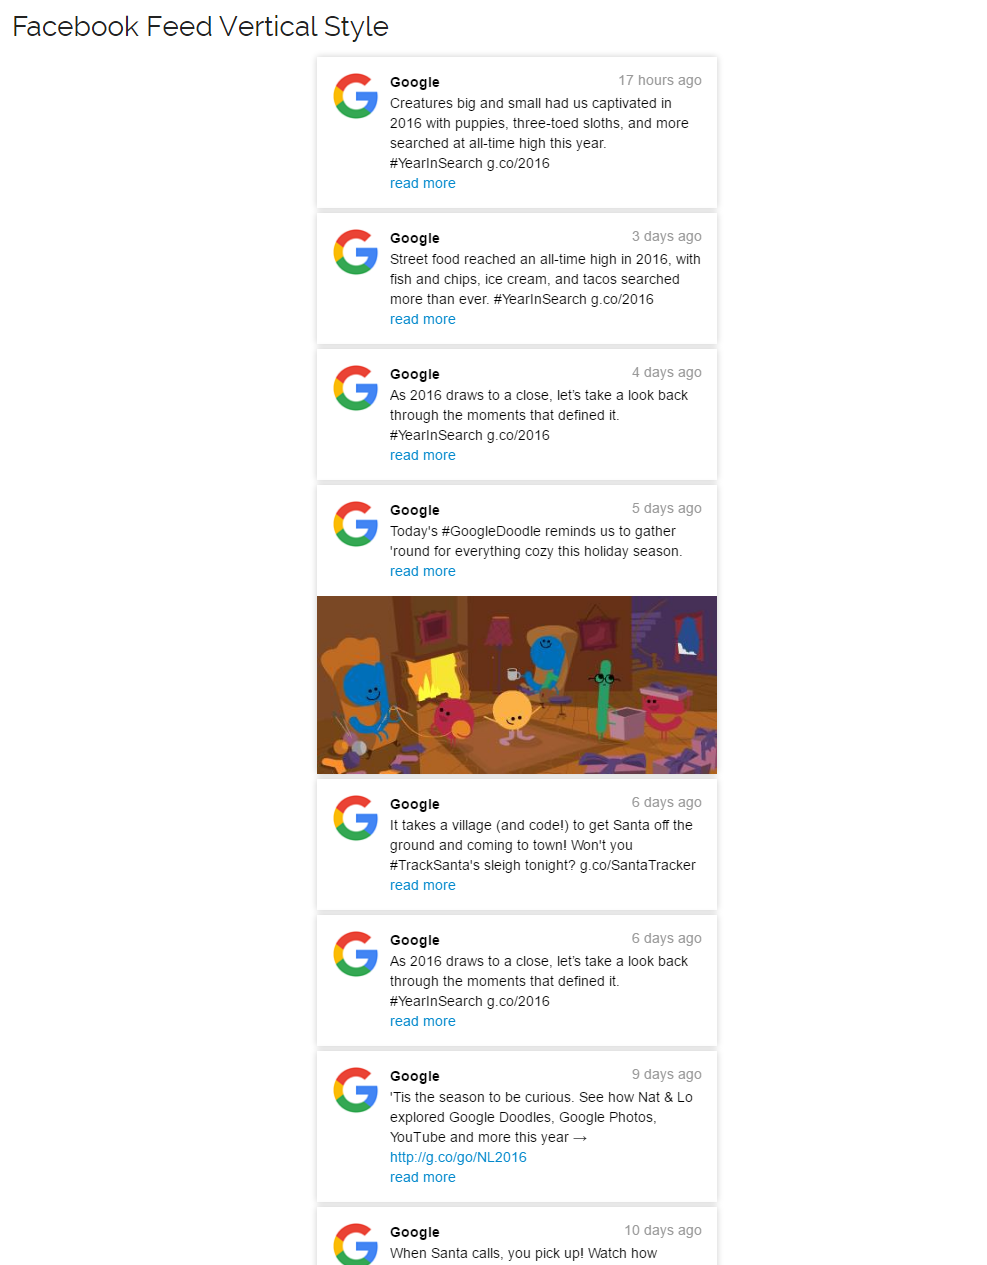 Facebook Feed Vertical Style
Google
17 hours ago
Creatures big and small had us captivated in
2016 with puppies, three-toed sloths, and more
searched at all-time high this year.
#YearInSearch g.co/2016
read more
Google
3 days ago
Street food reached an all-time high in 2016, with
fish and chips, ice cream, and tacos searched
more than ever. #YearInSearch g.co/2016
read more
Google
4 days ago
As 2016 draws to a close, let's take a look back
through the moments that defined it.
#YearInSearch g.co/2016
read more
Google
5 days ago
Today's #GoogleDoodle reminds us to gather
'round for everything cozy this holiday season.
read more
Google
6 days ago
It takes a village (and code!) to get Santa off the
ground and coming to town! Won't you
#TrackSanta's sleigh tonight? g.co/SantaTracker
read more
Google
6 days ago
As 2016 draws to a close, let's take a look back
through the moments that defined it.
#YearInSearch g.co/2016
read more
Google
9 days ago
'Tis the season to be curious. See how Nat & Lo
explored Google Doodles, Google Photos,
YouTube and more this year →
http://g.co/go/NL2016
read more
Google
10 days ago
When Santa calls, you pick up! Watch how